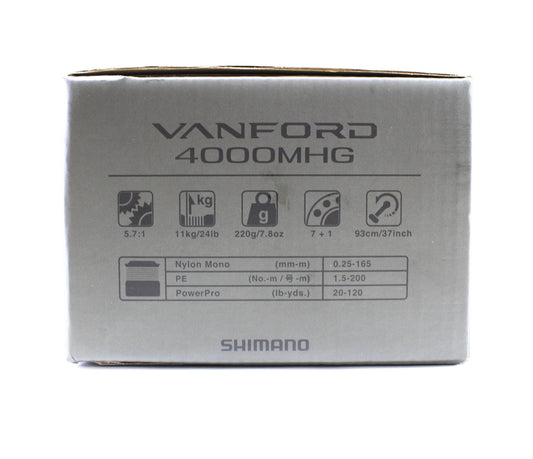 VANFORD
4000MHG
kg g
5.7:1 11kg/24lb 220g/7.8oz 7 + 1 93cm/37inch
Nylon Mono (mm-m) 0.25-165
PE (No.-m / 号 -m) 1.5-200
PowerPro (lb-yds.) 20-120
SHIMANO